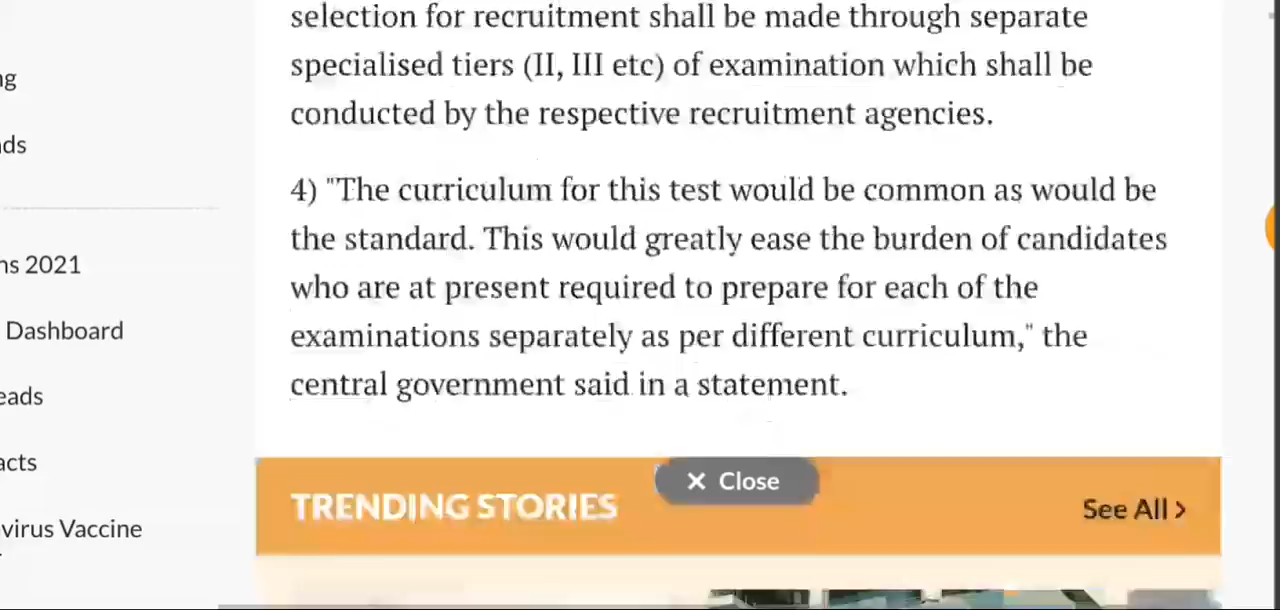 selection for recruitment shall be made through separate
specialised tiers (II, III etc) of examination which shall be
conducted by the respective recruitment agencies.
4) "The curriculum for this test would be common as would be
the standard. This would greatly ease the burden of candidates
who are at present required to prepare for each of the
examinations separately as per different curriculum," the
central government said in a statement.
ng
ds
ns 2021
Dashboard
eads
acts
virus Vaccine
× Close
TRENDING STORIES
See All >